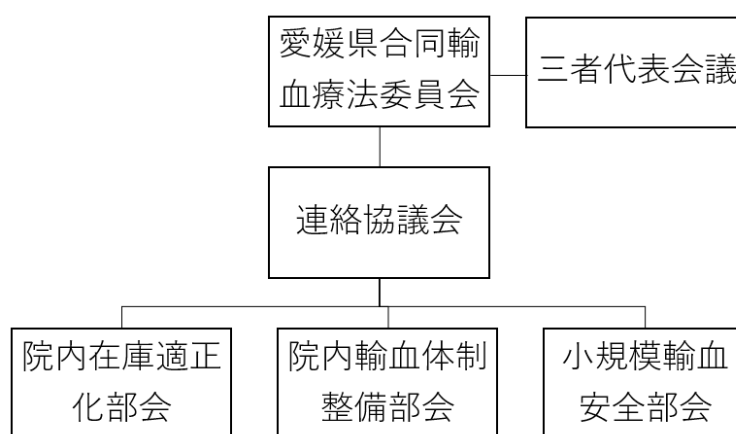 愛媛県合同輸
血療法委員会
三者代表会議
連絡協議会
院内在庫適正
化部会
院内輸血体制
整備部会
小規模輸血
安全部会